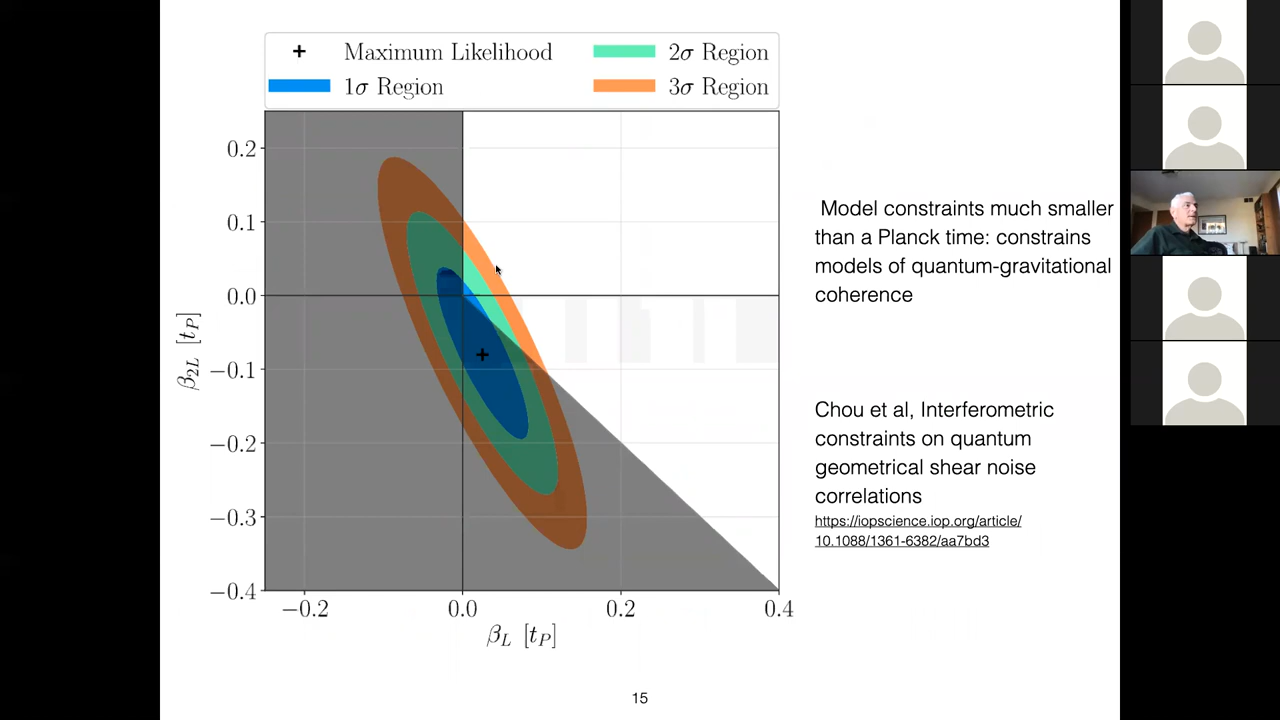 + Maximum Likelihood
1σ Region
2σ Region
3σ Region
0.2
0.1
0.0
−0.1
−0.2
−0.3
−0.4
β2L [tP]
−0.2
0.0
0.2
0.4
βL [tP]
Model constraints much smaller
than a Planck time: constrains
models of quantum-gravitational
coherence
Chou et al, Interferometric
constraints on quantum
geometrical shear noise
correlations
https://iopscience.iop.org/article/
10.1088/1361-6382/aa7bd3
15